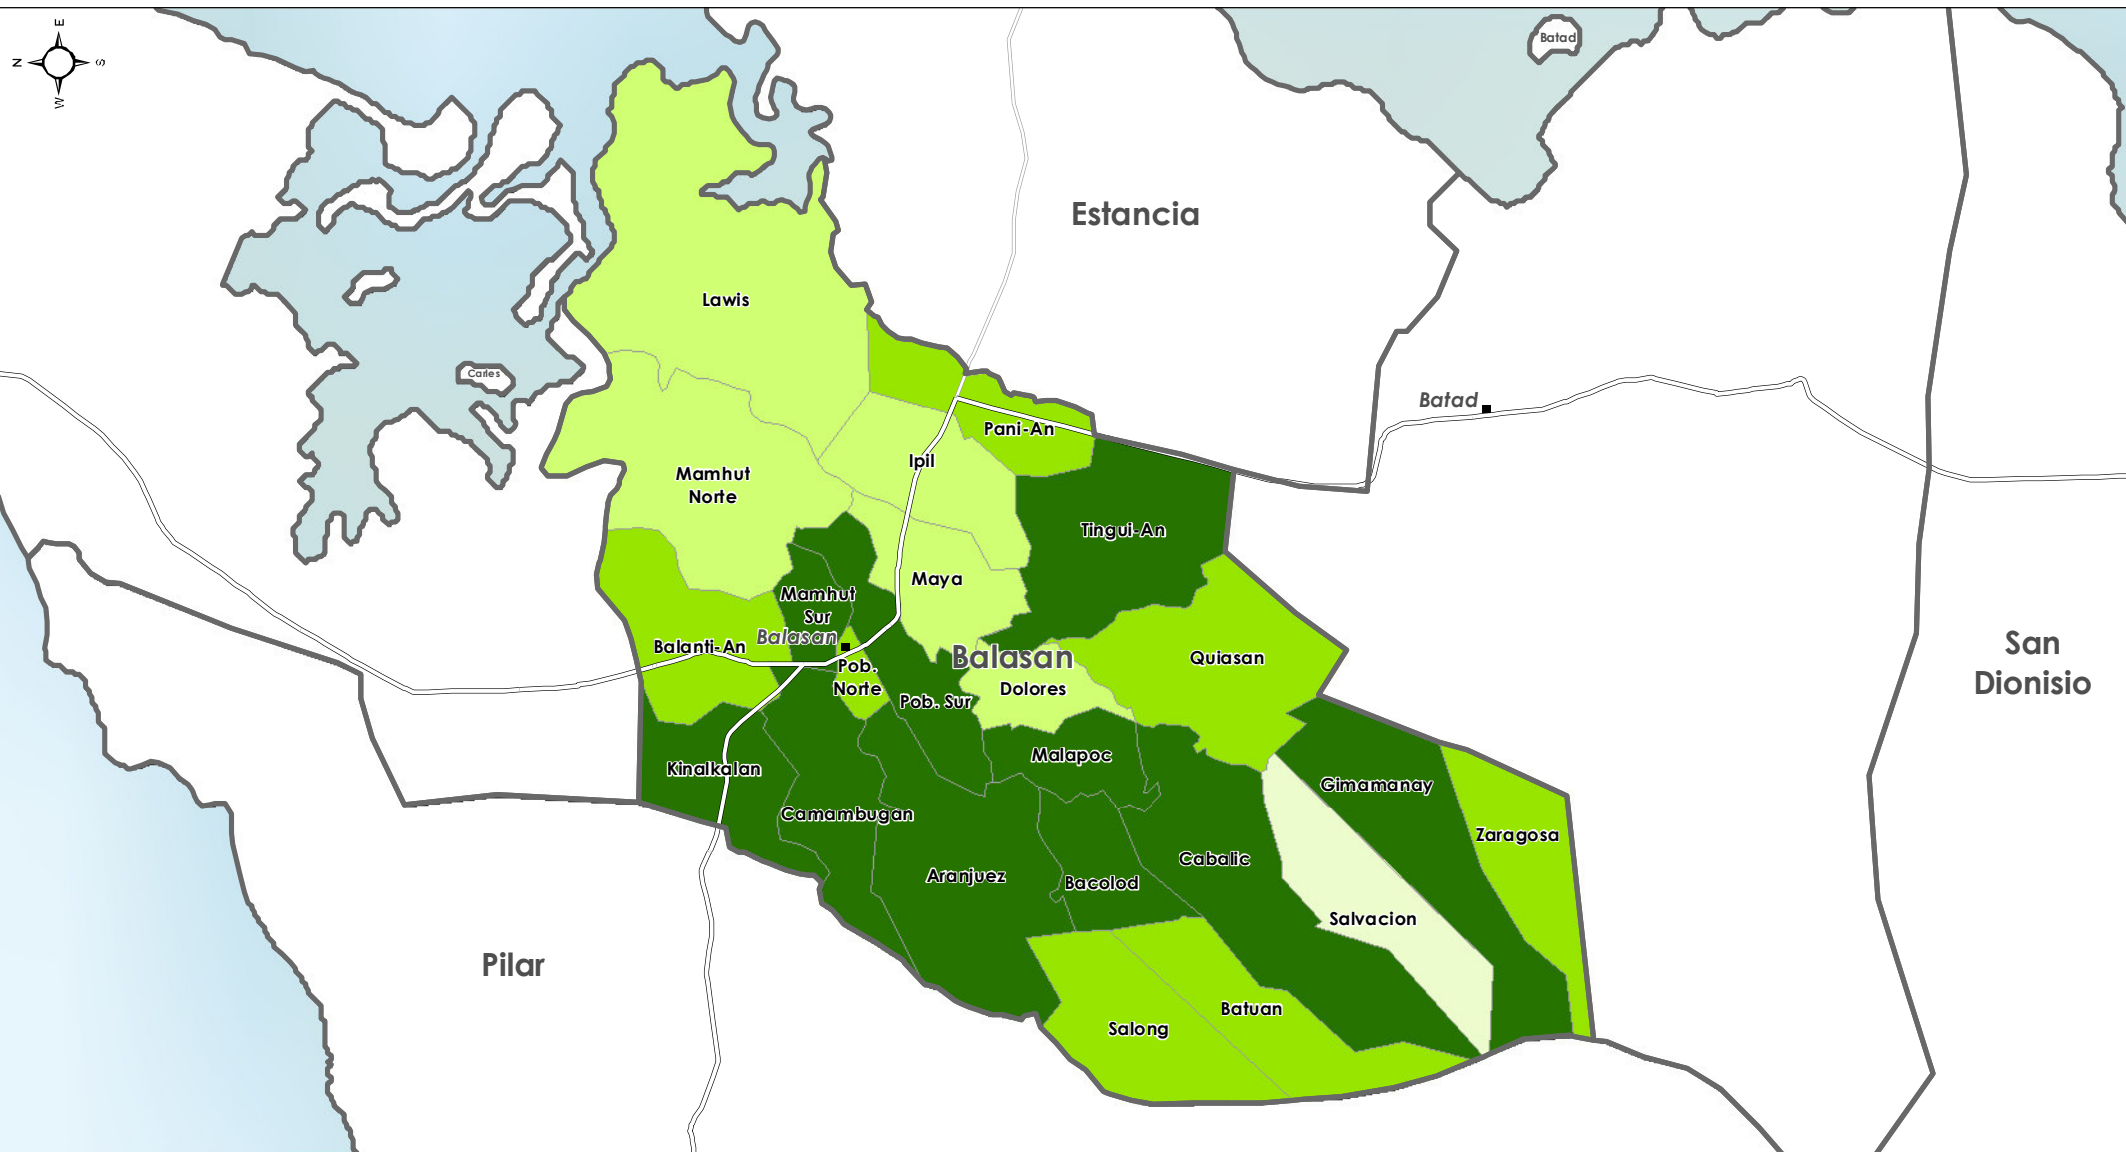 E
N
S
W
Batad
Estancia
Lawis
Carles
Batad
Pani-An
Ipil
Mamhut
Norte
Tingui-An
Maya
Mamhut
Sur
Balasan
Balanti-An
Pob.
Norte
Balasan
Dolores
Quiasan
San
Dionisio
Pob. Sur
Malapoc
Kinalkalan
Gimamanay
Camambugan
Zaragosa
Cabalic
Aranjuez
Bacolod
Salvacion
Pilar
Batuan
Salong